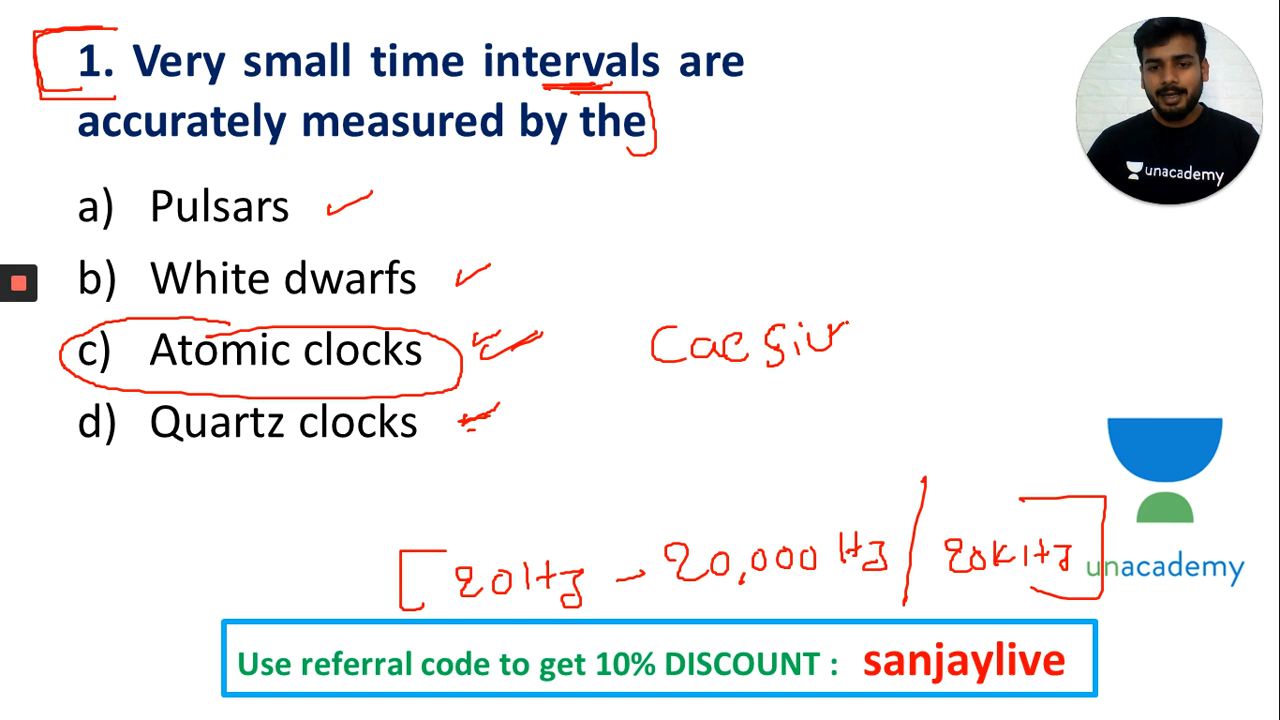 1. Very small time intervals are
accurately measured by the
a) Pulsars
b) White dwarfs
c) Atomic clocks
d) Quartz clocks
Caesiu
20Hz - 20,000 Hz / 20KHz
unacademy
unacademy
Use referral code to get 10% DISCOUNT : sanjaylive